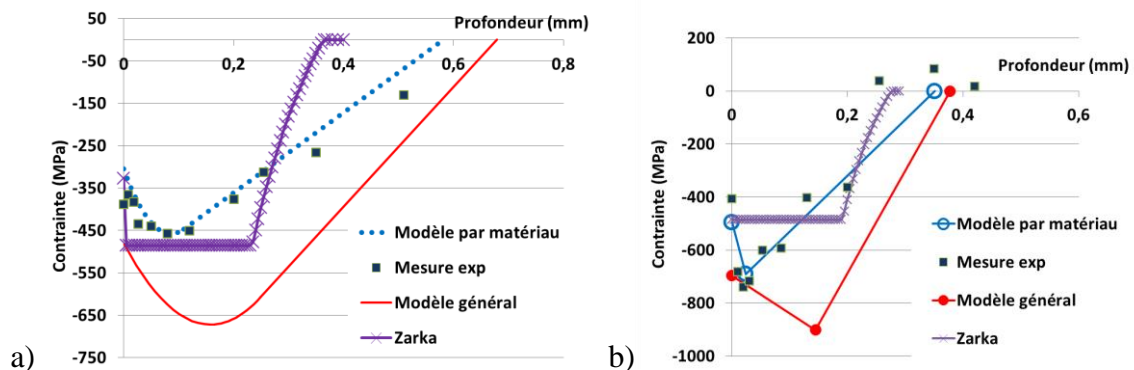 50
-50
-150
-250
-350
-450
-550
-650
-750
0
0,2
0,4
0,6
0,8
Profondeur (mm)
Contrainte (MPa)
Modèle par matériau
Mesure exp
Modèle général
Zarka
a)
200
0
-200
-400
-600
-800
-1000
0
0,2
0,4
0,6
Profondeur (mm)
Contrainte (MPa)
Modèle par matériau
Mesure exp
Modèle général
Zarka
b)